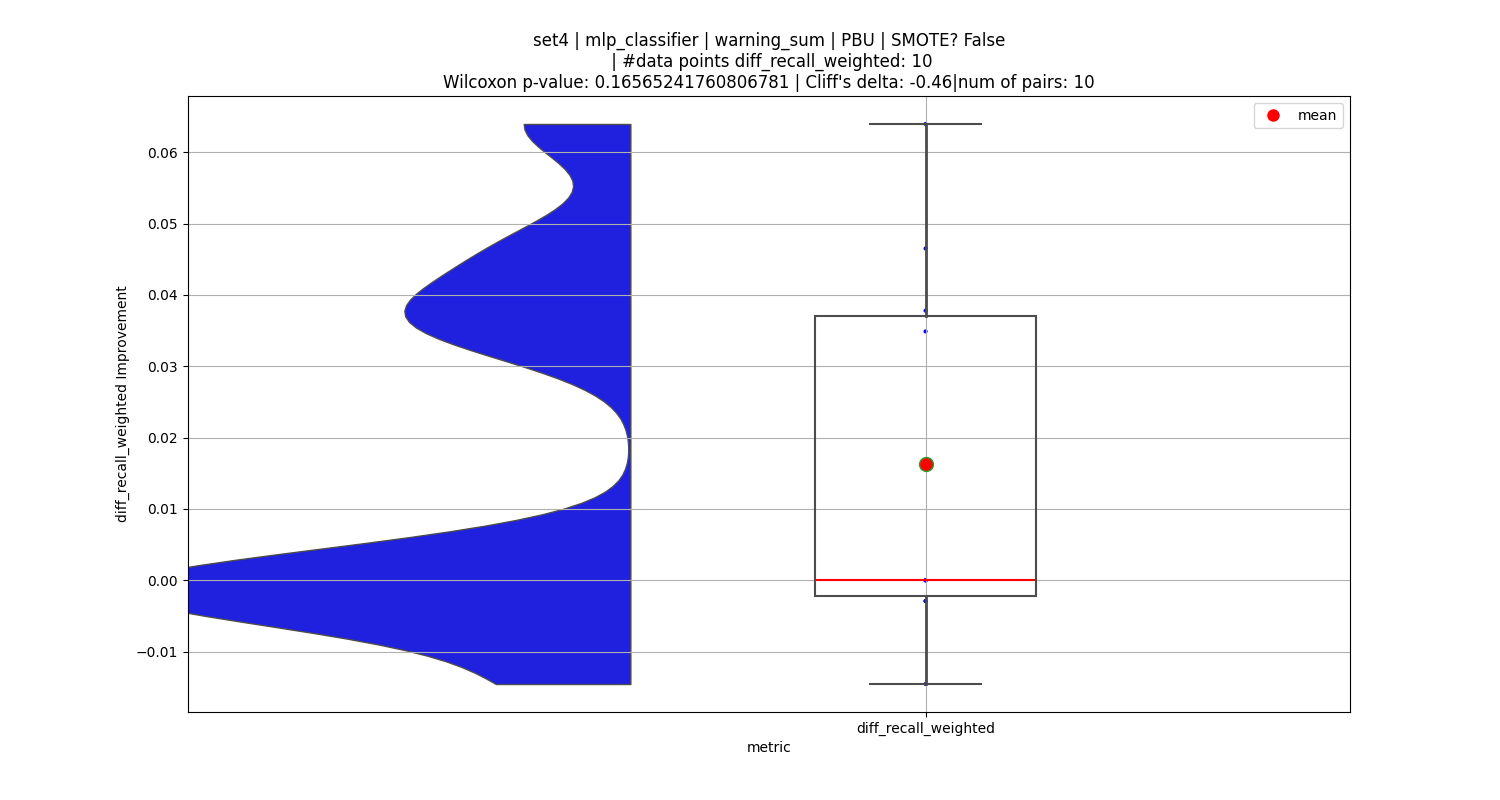 set4 | mlp_classifier | warning_sum | PBU | SMOTE? False
| #data points diff_recall_weighted: 10
Wilcoxon p-value: 0.16565241760806781 | Cliff's delta: -0.46|num of pairs: 10
mean
0.06
0.05
0.04
0.03
0.02
0.01
0.00
−0.01
diff_recall_weighted Improvement
diff_recall_weighted
metric